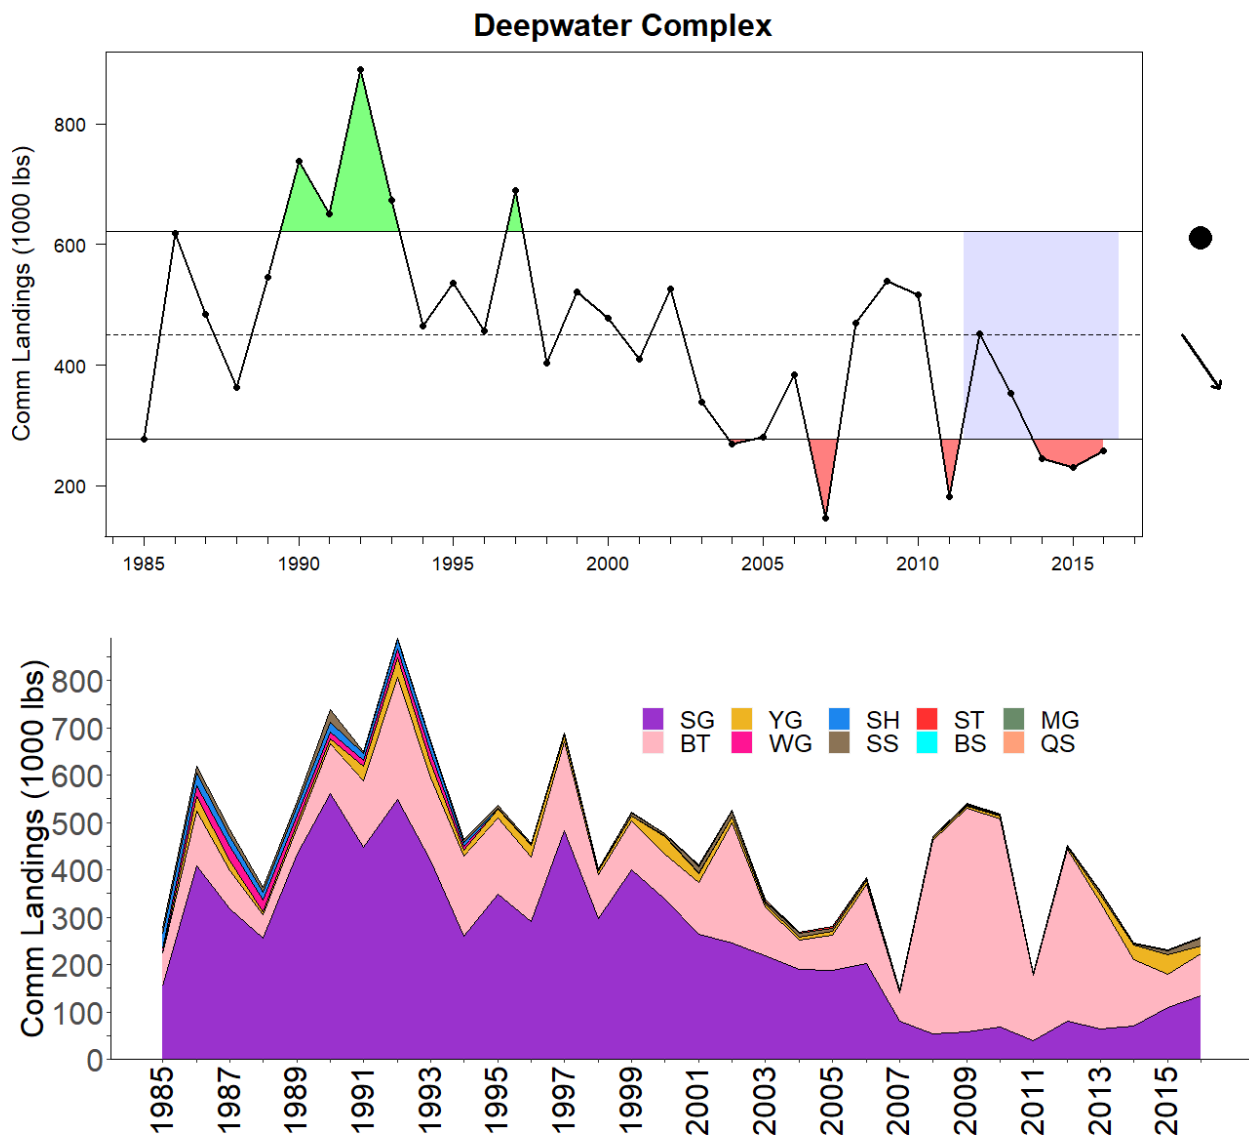 Deepwater Complex
Comm Landings (1000 lbs)
800
600
400
200
1985 1990 1995 2000 2005 2010 2015
Comm Landings (1000 lbs)
800
700
600
500
400
300
200
100
0
SG YG SH ST MG
BT WG SS BS QS
1985 1987 1989 1991 1993 1995 1997 1999 2001 2003 2005 2007 2009 2011 2013 2015